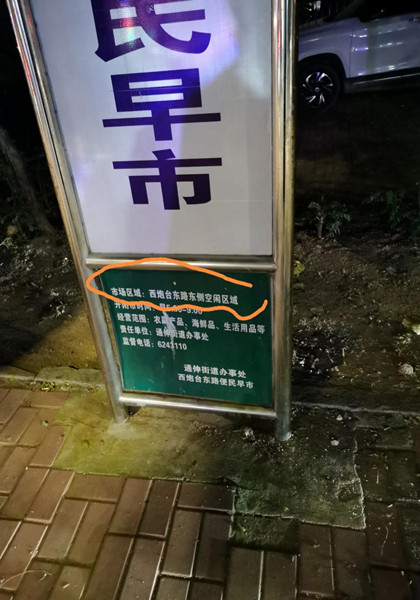 民
早
市
市场区域：西炮台东路东侧空闲区域
经营范围：农副产品、海鲜品、生活用品等
责任单位：通伸街道办事处
监督电话：6243110
通伸街道办事处
西炮台东路便民早市